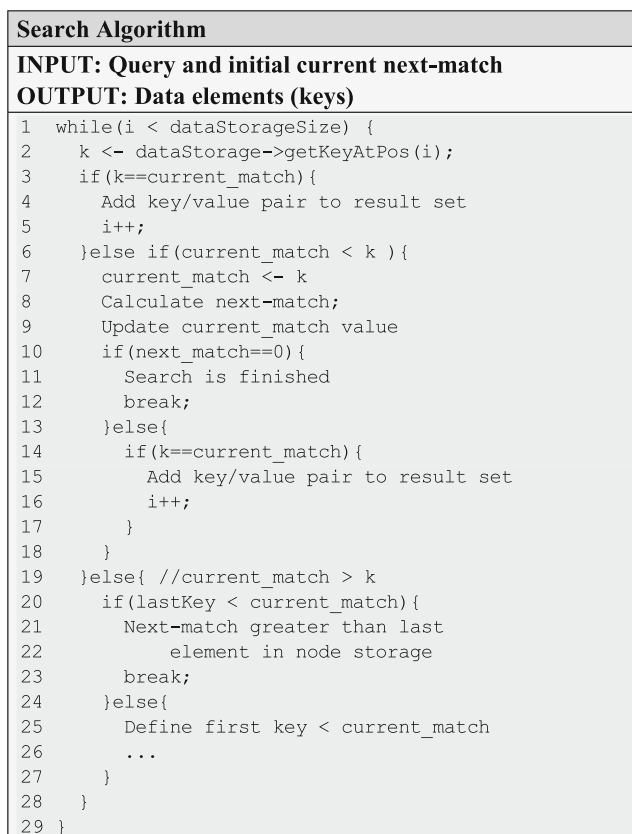 Search Algorithm
INPUT: Query and initial current next-match
OUTPUT: Data elements (keys)
1 while(i < dataStorageSize) {
2 k <- dataStorage->getKeyAtPos(i);
3 if(k==current_match){
4 Add key/value pair to result set
5 i++;
6 }else if(current_match < k ){
7 current_match <- k
8 Calculate next-match;
9 Update current_match value
10 if(next_match==0){
11 Search is finished
12 break;
13 }else{
14 if(k==current_match){
15 Add key/value pair to result set
16 i++;
17 }
18 }
19 }else{ //current_match > k
20 if(lastKey < current_match){
21 Next-match greater than last
22 element in node storage
23 break;
24 }else{
25 Define first key < current_match
26 ...
27 }
28 }
29 }